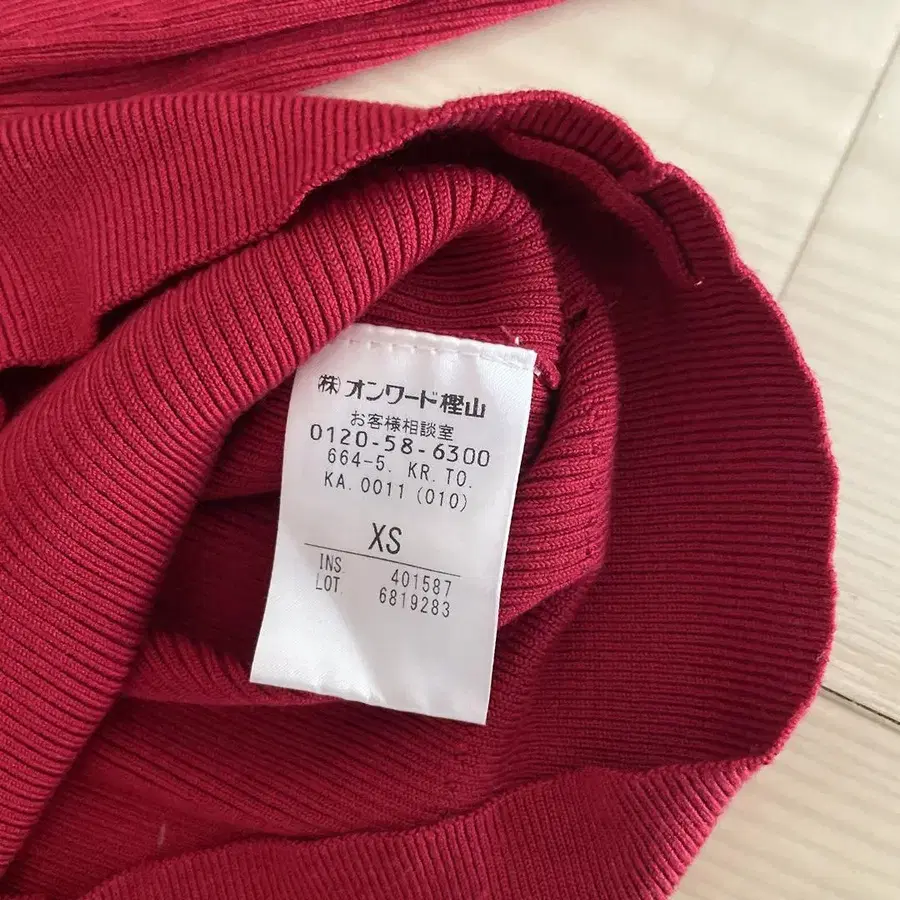 ㈱オンワード樫山
お客様相談室
0120-58-6300
664-5. KR. TO.
KA. 0011 (010)
XS
INS. 401587
LOT. 6819283